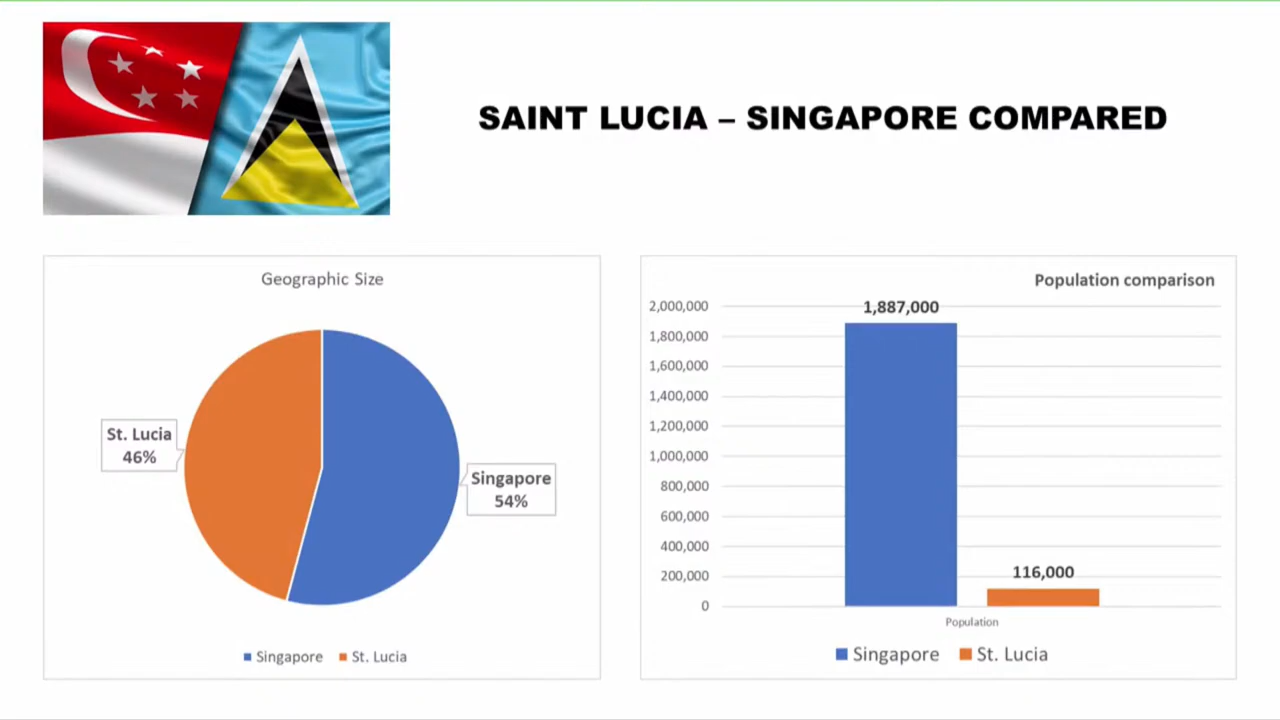 SAINT LUCIA – SINGAPORE COMPARED
Geographic Size
St. Lucia
46%
Singapore
54%
Singapore
St. Lucia
Population comparison
2,000,000
1,800,000
1,600,000
1,400,000
1,200,000
1,000,000
800,000
600,000
400,000
200,000
0
1,887,000
116,000
Population
Singapore
St. Lucia